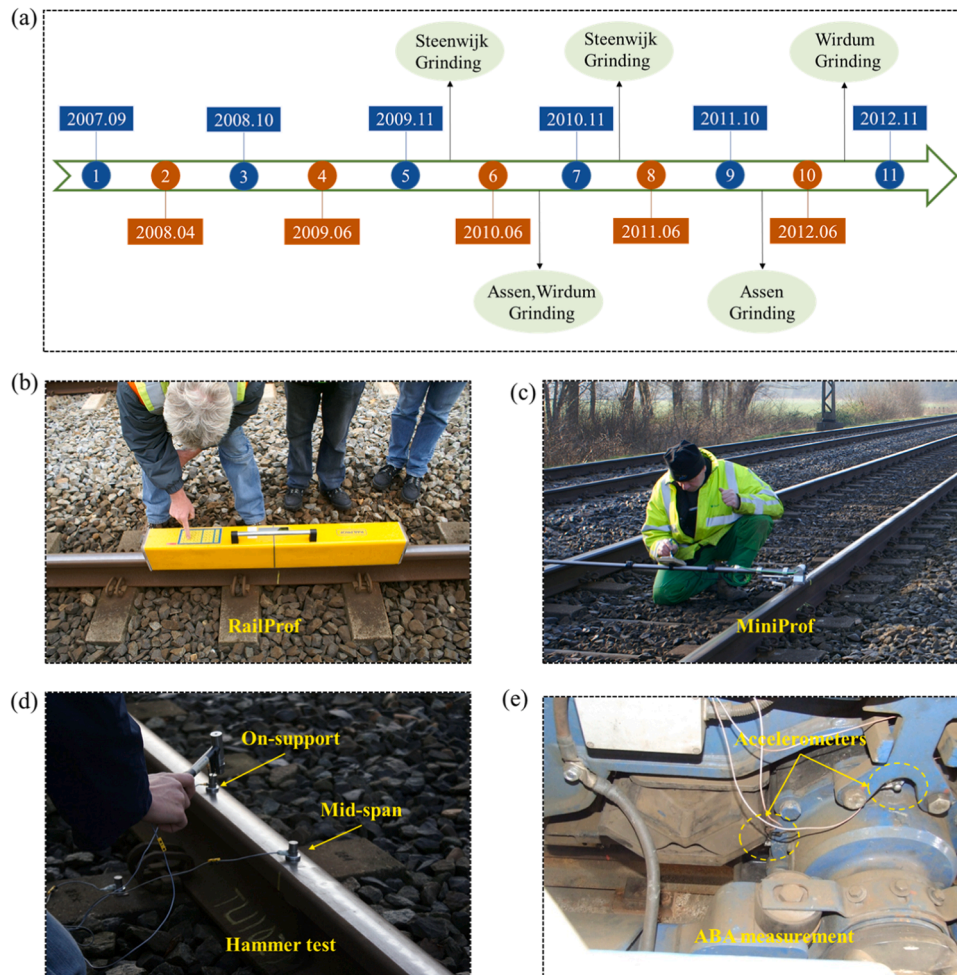 (a)
Steenwijk
Grinding
Steenwijk
Grinding
Wirdum
Grinding
2007.09
2008.10
2009.11
2010.11
2011.10
2012.11
1
2
3
4
5
6
7
8
9
10
11
2008.04
2009.06
2010.06
2011.06
2012.06
Assen,Wirdum
Grinding
Assen
Grinding
(b)
RailProf
(c)
MiniProf
(d)
On-support
Mid-span
Hammer test
(e)
Accelerometers
ABA measurement